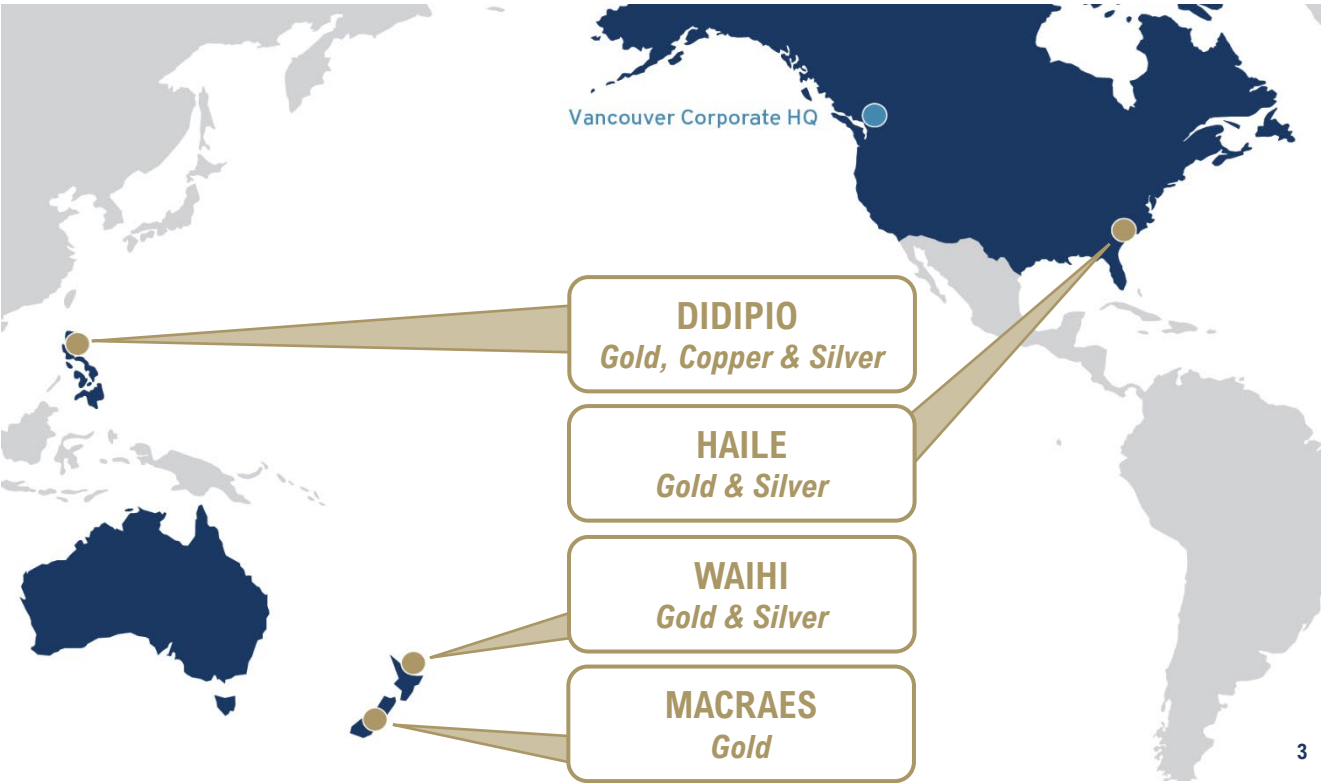 Vancouver Corporate HQ
DIDIPIO
Gold, Copper & Silver
HAILE
Gold & Silver
WAIHI
Gold & Silver
MACRAES
Gold
3